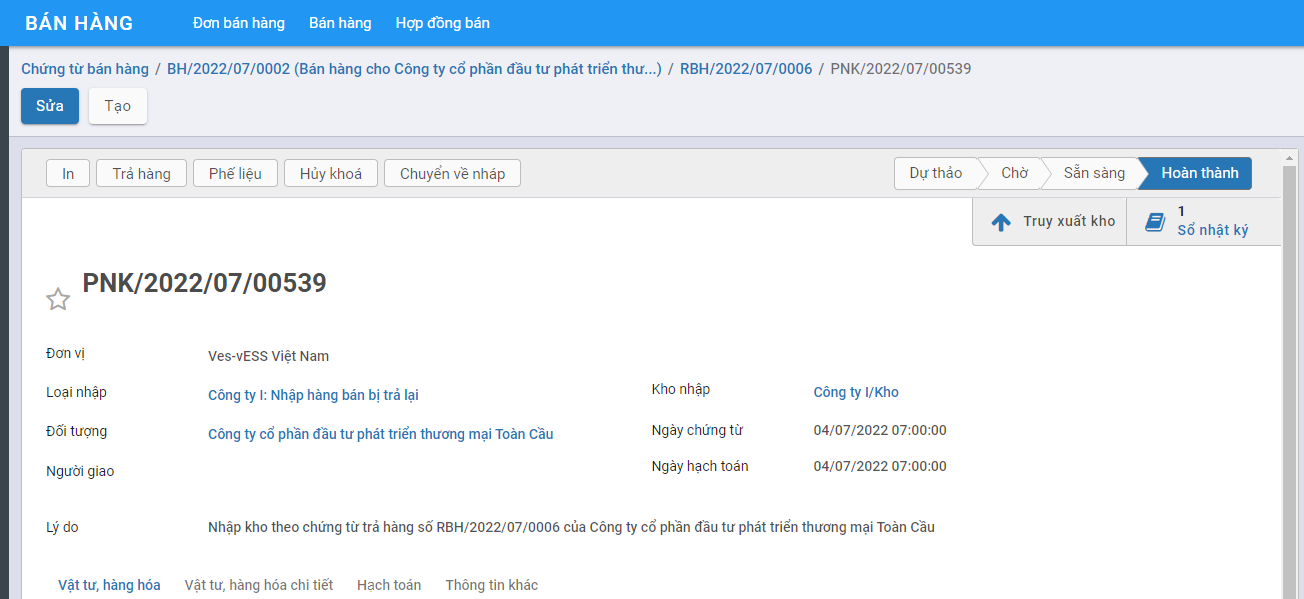 BÁN HÀNG Đơn bán hàng Bán hàng Hợp đồng bán
Chứng từ bán hàng / BH/2022/07/0002 (Bán hàng cho Công ty cổ phần đầu tư phát triển thư...) / RBH/2022/07/0006 / PNK/2022/07/00539
Sửa Tạo
In Trả hàng Phế liệu Hủy khoá Chuyển về nháp Dự thảo Chờ Sẵn sàng Hoàn thành
Truy xuất kho 1 Sổ nhật ký
PNK/2022/07/00539
Đơn vị Ves-vESS Việt Nam
Loại nhập Công ty I: Nhập hàng bán bị trả lại Kho nhập Công ty I/Kho
Đối tượng Công ty cổ phần đầu tư phát triển thương mại Toàn Cầu Ngày chứng từ 04/07/2022 07:00:00
Người giao Ngày hạch toán 04/07/2022 07:00:00
Lý do Nhập kho theo chứng từ trả hàng số RBH/2022/07/0006 của Công ty cổ phần đầu tư phát triển thương mại Toàn Cầu
Vật tư, hàng hóa Vật tư, hàng hóa chi tiết Hạch toán Thông tin khác